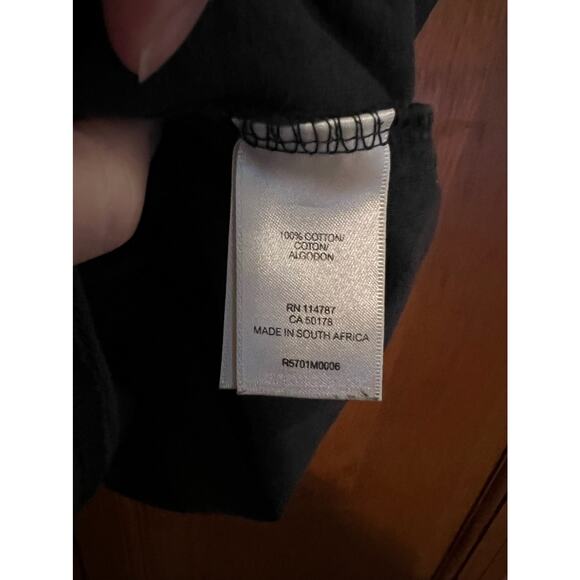 100% COTTON/
COTON/
ALGODON
RN 114787
CA 50178
MADE IN SOUTH AFRICA
R5701M0006